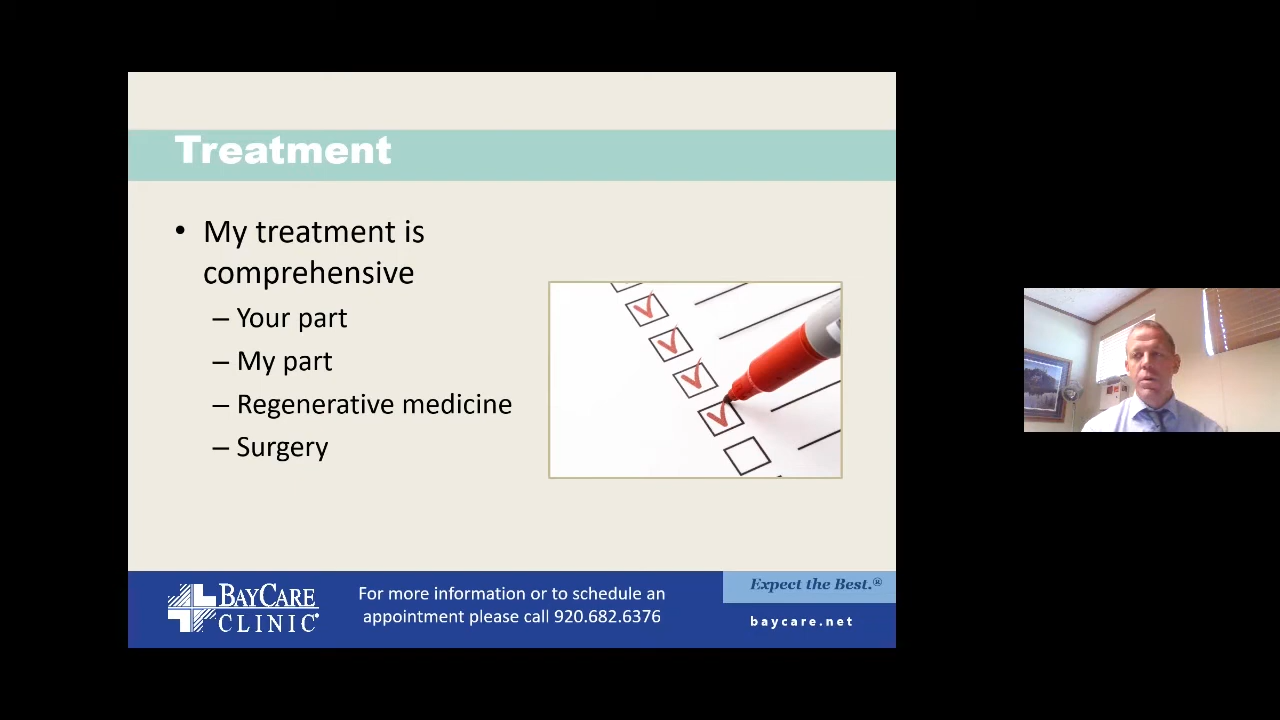 Treatment
• My treatment is
comprehensive
– Your part
– My part
– Regenerative medicine
– Surgery
BAYCARE
CLINIC®
For more information or to schedule an
appointment please call 920.682.6376
Expect the Best.®
baycare.net